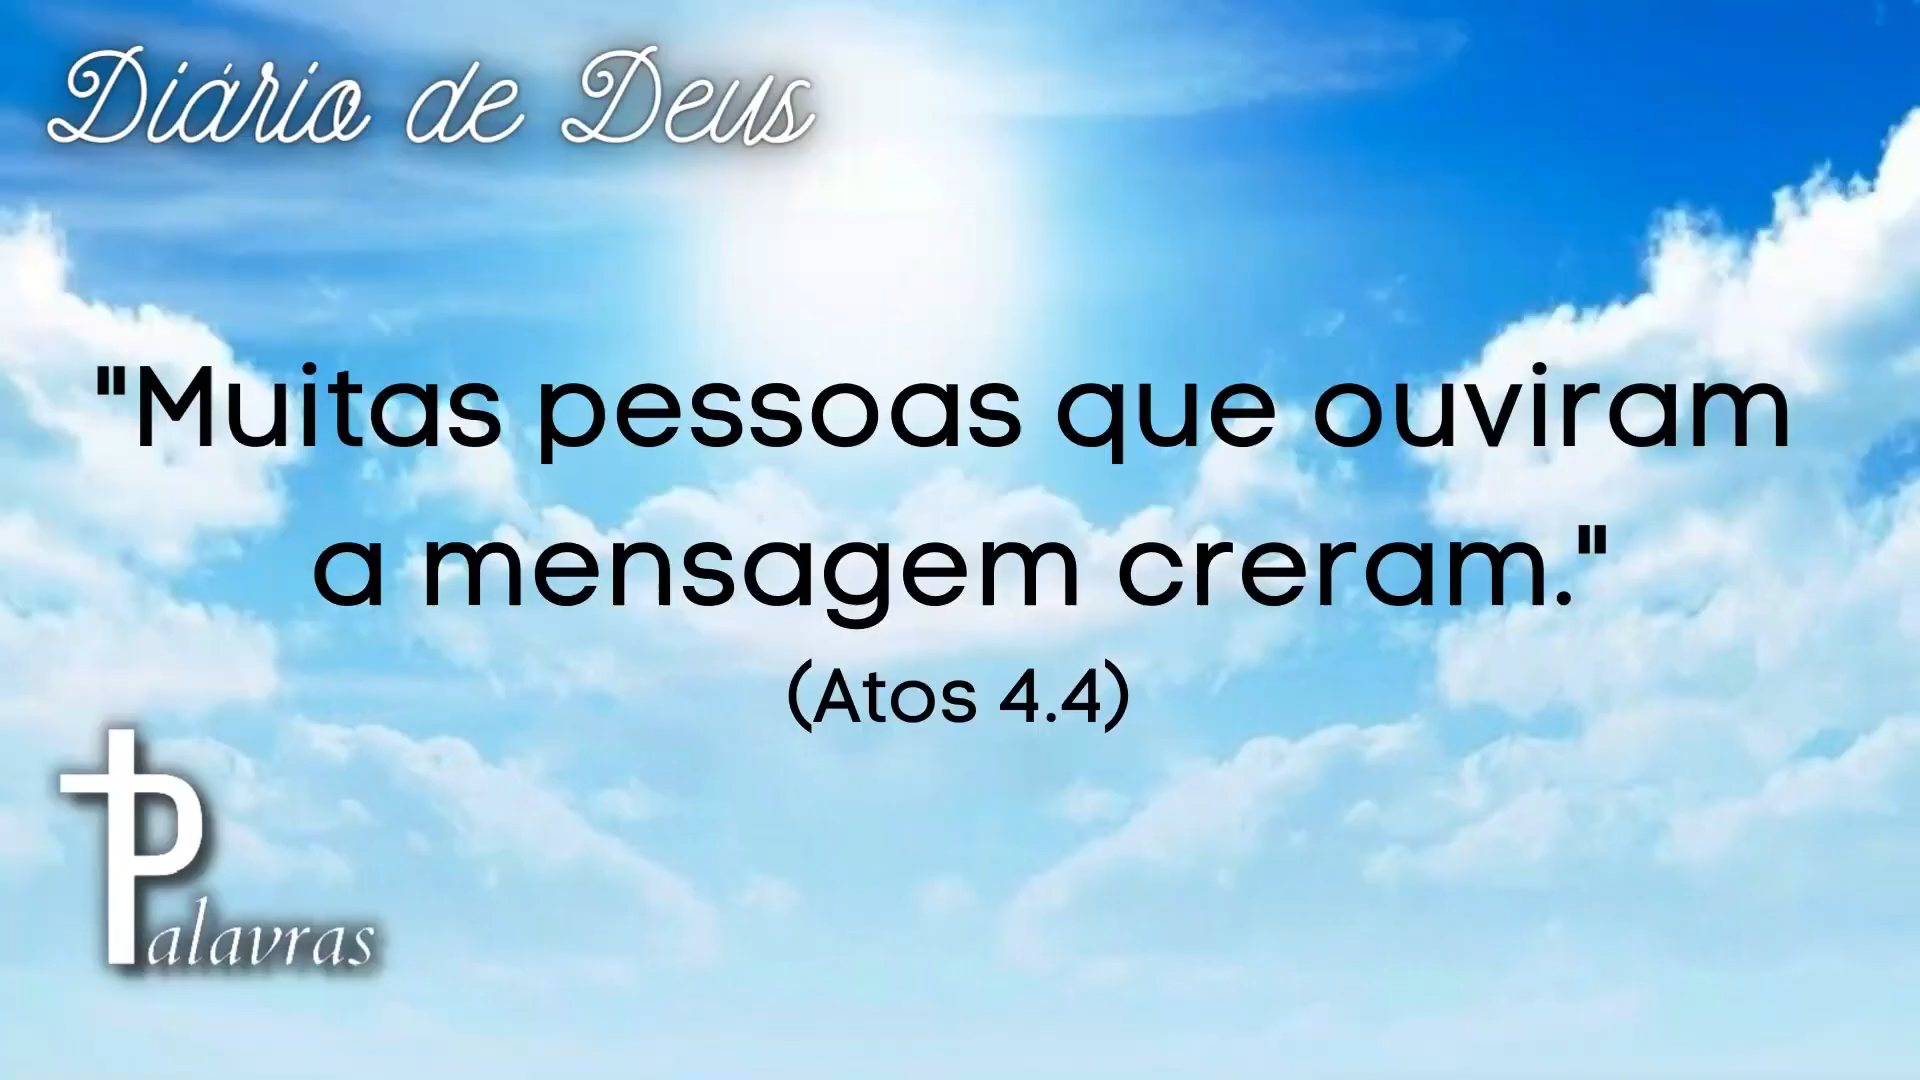 Diário de Deus
"Muitas pessoas que ouviram
a mensagem creram."
(Atos 4.4)
Palavras